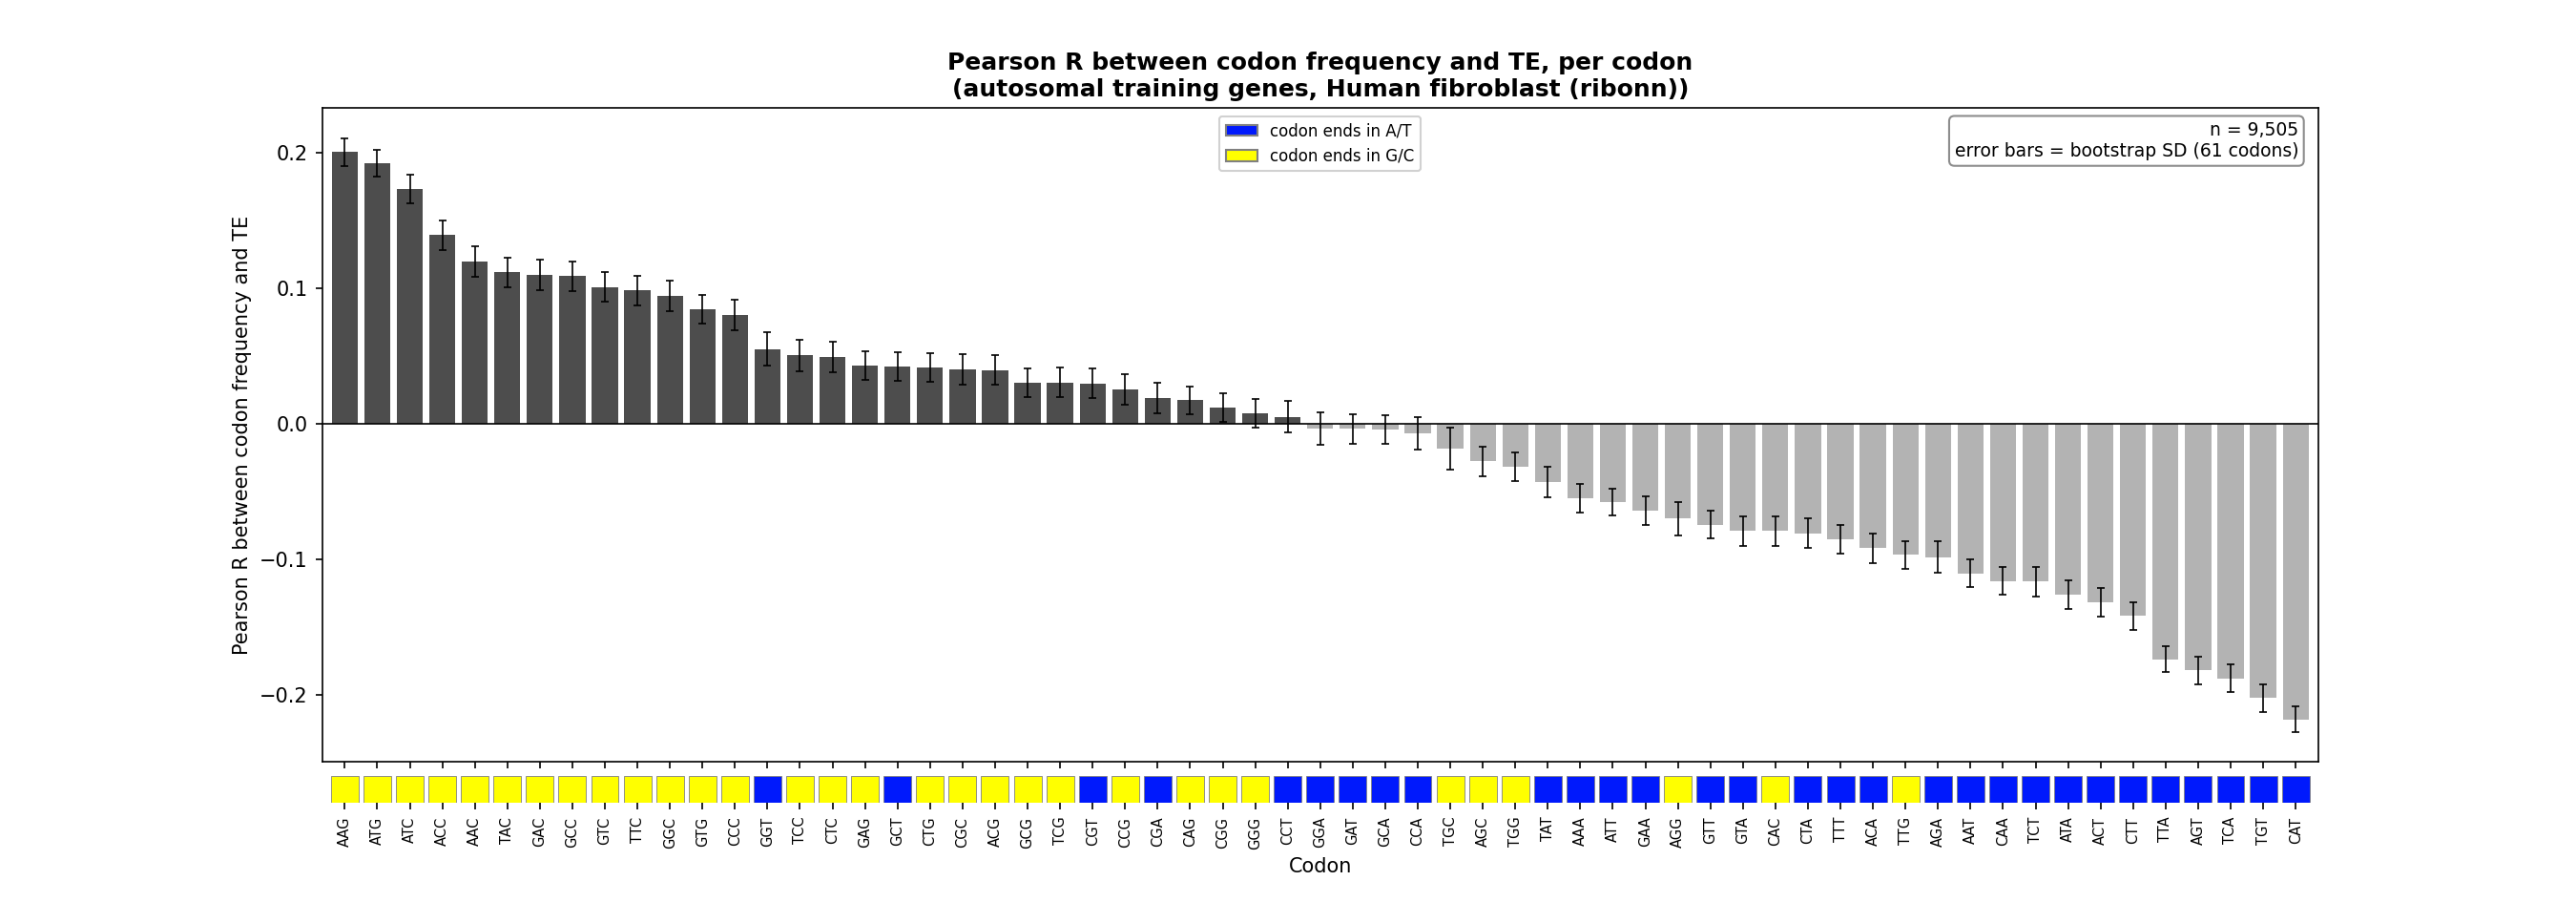 Pearson R between codon frequency and TE, per codon
(autosomal training genes, Human fibroblast (ribonn))
codon ends in A/T
codon ends in G/C
n = 9,505
error bars = bootstrap SD (61 codons)
Pearson R between codon frequency and TE
0.2
0.1
0.0
−0.1
−0.2
AAG ATG ATC ACC AAC TAC GAC GCC GTC TTC GGC GTG CCC GGT TCC CTC GAG GCT CTG CGC ACG GCG TCG CGT CCG CGA CAG CGG GGG CCT GGA GAT GCA CCA TGC AGC TGG TAT AAA ATT GAA AGG GTT GTA CAC CTA TTT ACA TTG AGA AAT CAA TCT ATA ACT CTT TTA AGT TCA TGT CAT
Codon